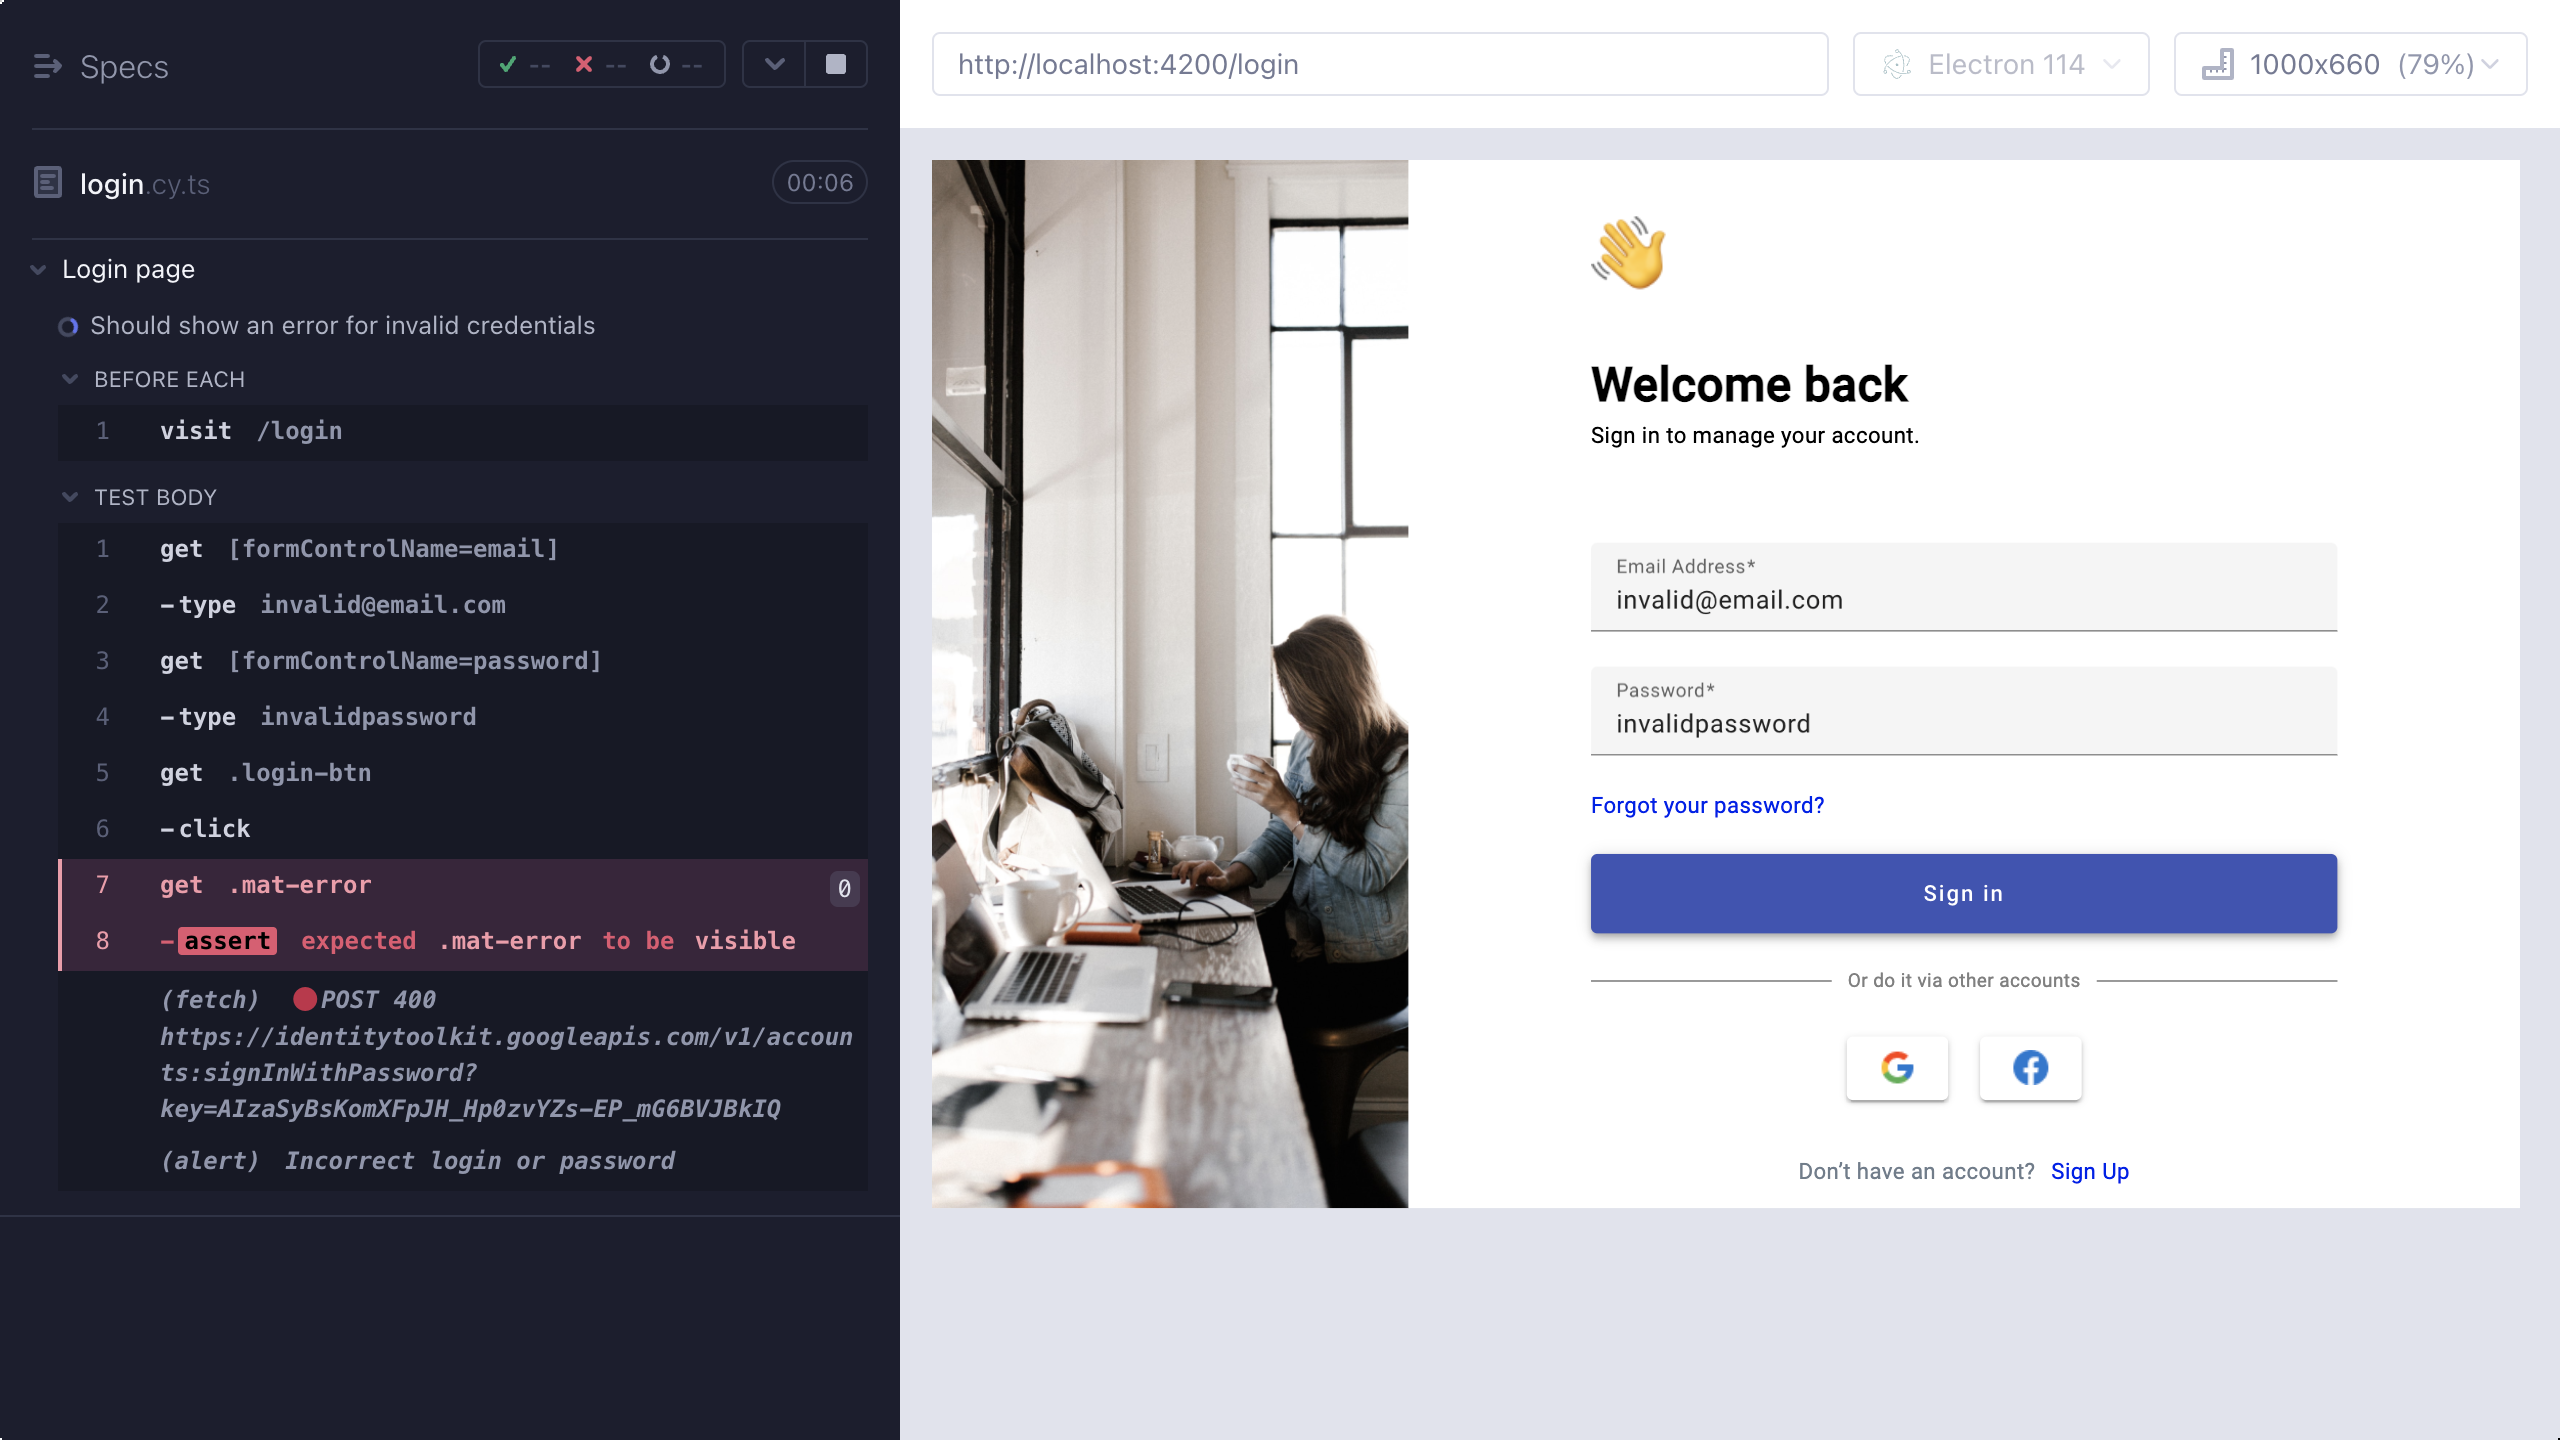 Specs
-- -- --
login.cy.ts
00:06
Login page
Should show an error for invalid credentials
BEFORE EACH
1 visit /login
TEST BODY
1 get [formControlName=email]
2 -type invalid@email.com
3 get [formControlName=password]
4 -type invalidpassword
5 get .login-btn
6 -click
7 get .mat-error 0
8 -assert expected .mat-error to be visible
(fetch) POST 400
https://identitytoolkit.googleapis.com/v1/accoun
ts:signInWithPassword?
key=AIzaSyBsKomXFpJH_Hp0zvYZs-EP_mG6BVJBkIQ
(alert) Incorrect login or password
http://localhost:4200/login
Electron 114
1000x660 (79%)
Welcome back
Sign in to manage your account.
Email Address*
invalid@email.com
Password*
invalidpassword
Forgot your password?
Sign in
Or do it via other accounts
Don’t have an account? Sign Up